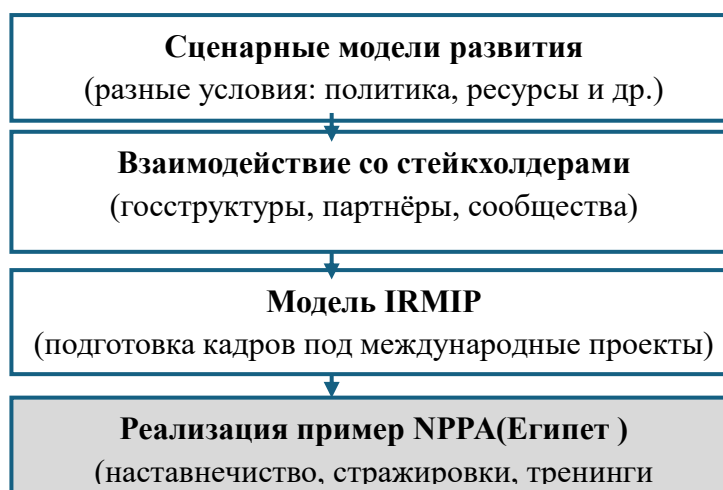 Сценарные модели развития
(разные условия: политика, ресурсы и др.)
Взаимодействие со стейкхолдерами
(госструктуры, партнёры, сообщества)
Модель IRMIP
(подготовка кадров под международные проекты)
Реализация пример NPPA(Египет )
(наставнечиство, стражировки, тренинги